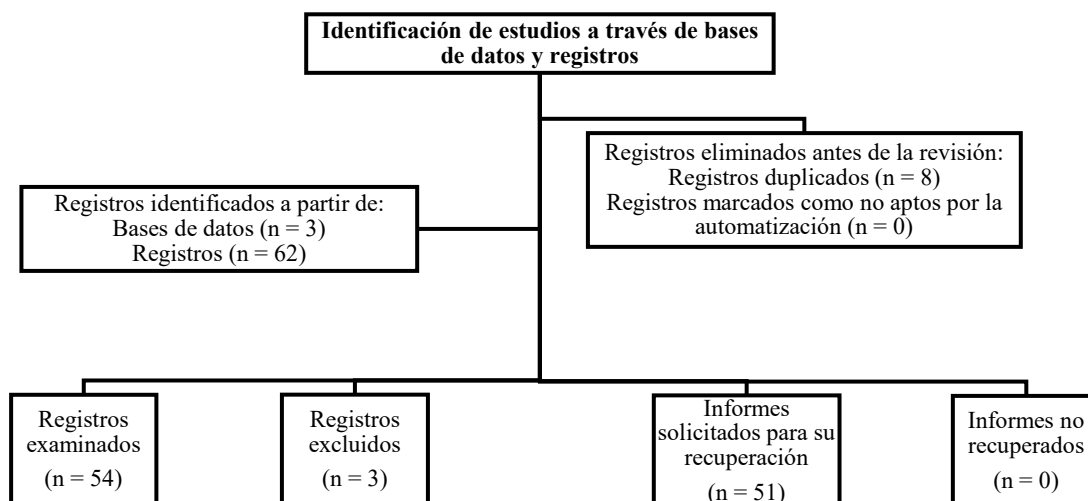 Identificación de estudios a través de bases
de datos y registros
Registros eliminados antes de la revisión:
Registros duplicados (n = 8)
Registros marcados como no aptos por la
automatización (n = 0)
Registros identificados a partir de:
Bases de datos (n = 3)
Registros (n = 62)
Registros
examinados
(n = 54)
Registros
excluidos
(n = 3)
Informes
solicitados para su
recuperación
(n = 51)
Informes no
recuperados
(n = 0)